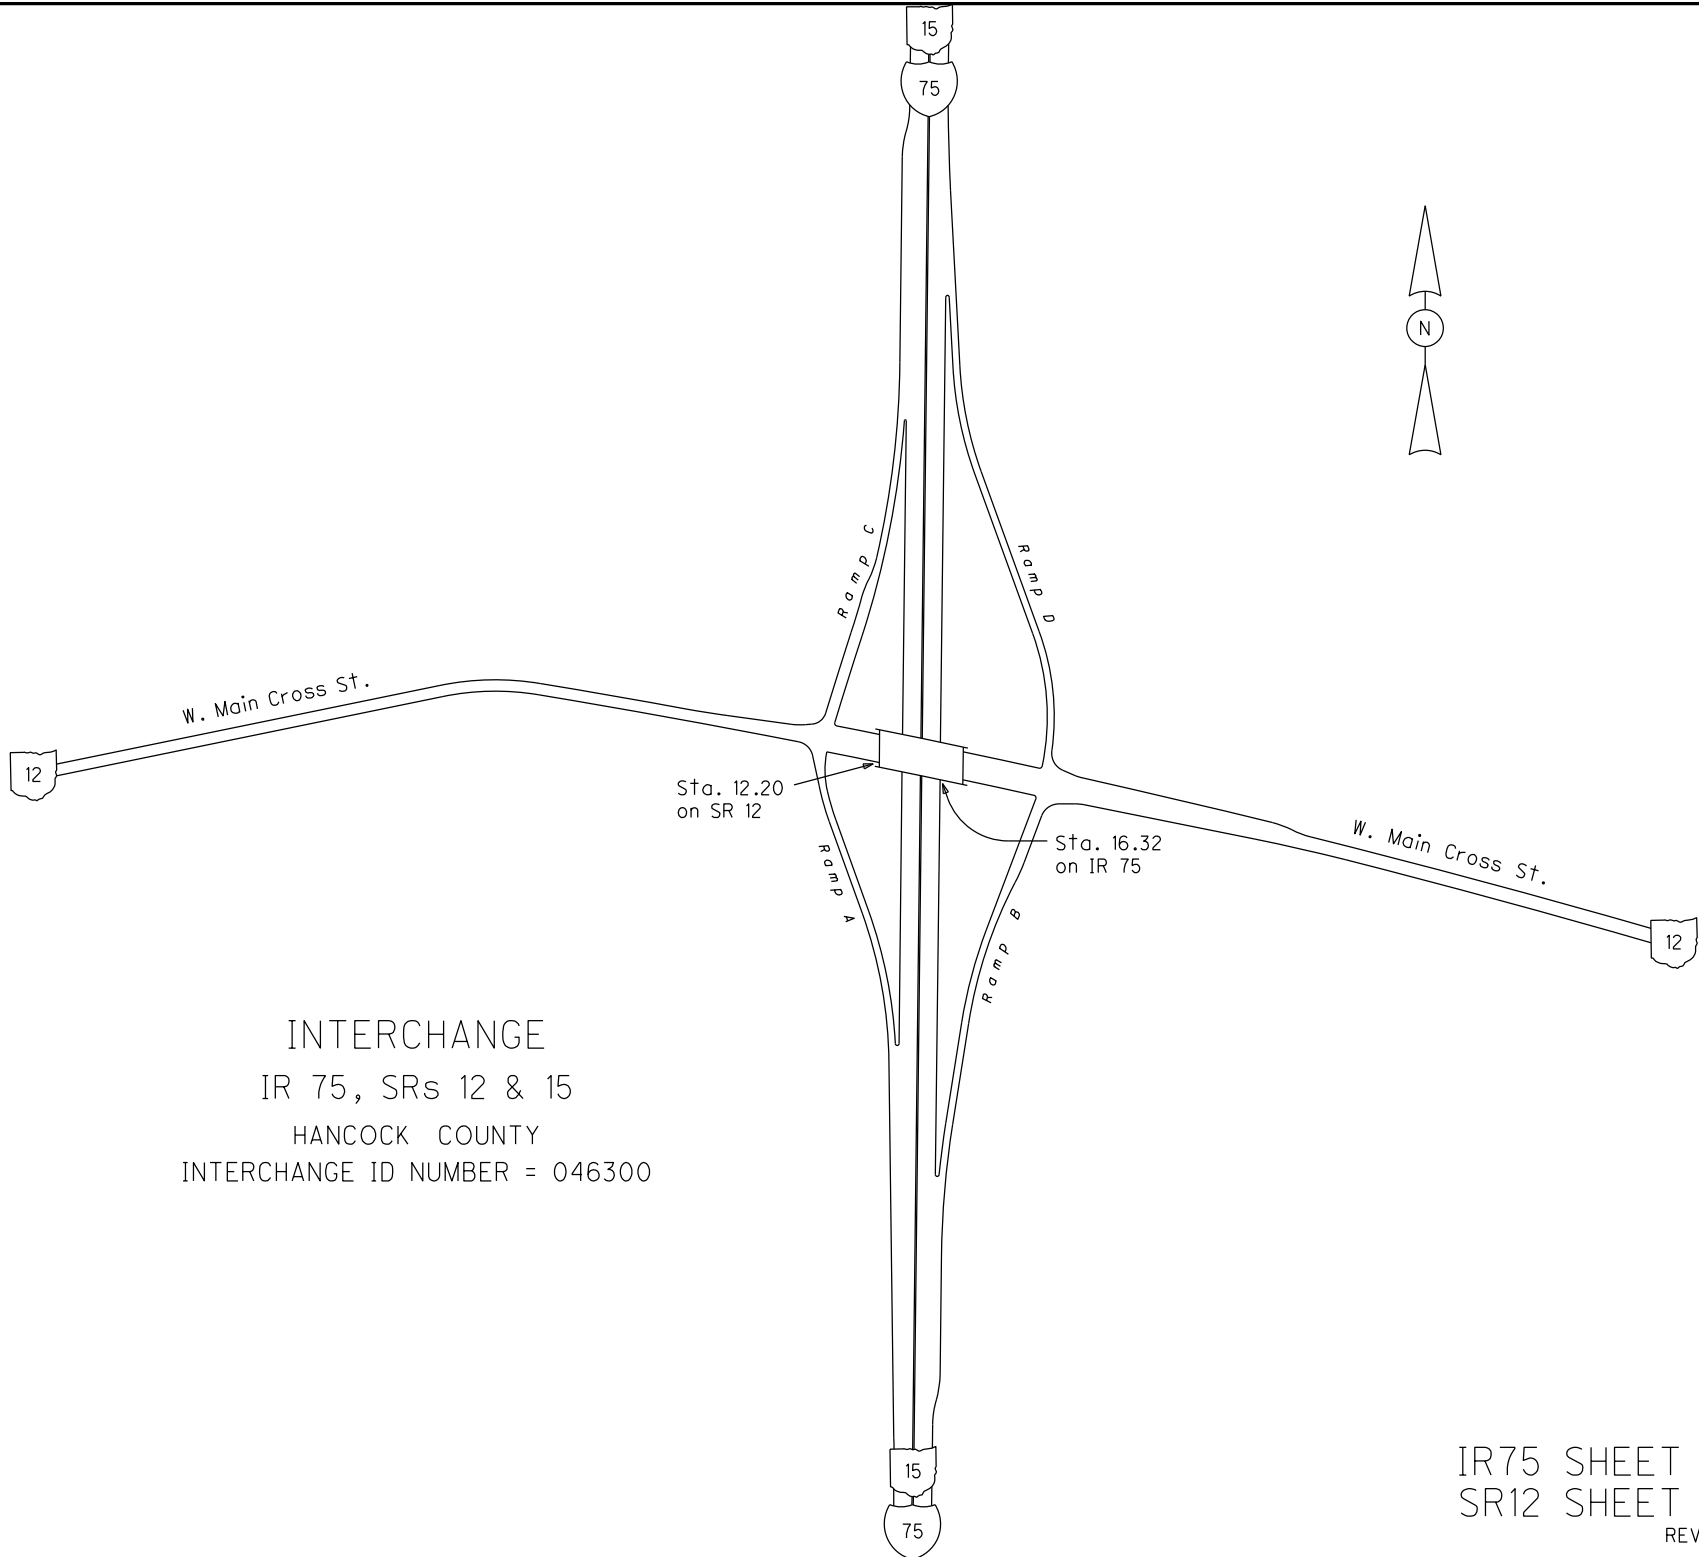 15
75
N
Ramp C
Ramp D
W. Main Cross St.
12
Sta. 12.20
on SR 12
Sta. 16.32
on IR 75
W. Main Cross St.
12
Ramp A
Ramp B
INTERCHANGE
IR 75, SRs 12 & 15
HANCOCK COUNTY
INTERCHANGE ID NUMBER = 046300
15
75
IR75 SHEET
SR12 SHEET
REV